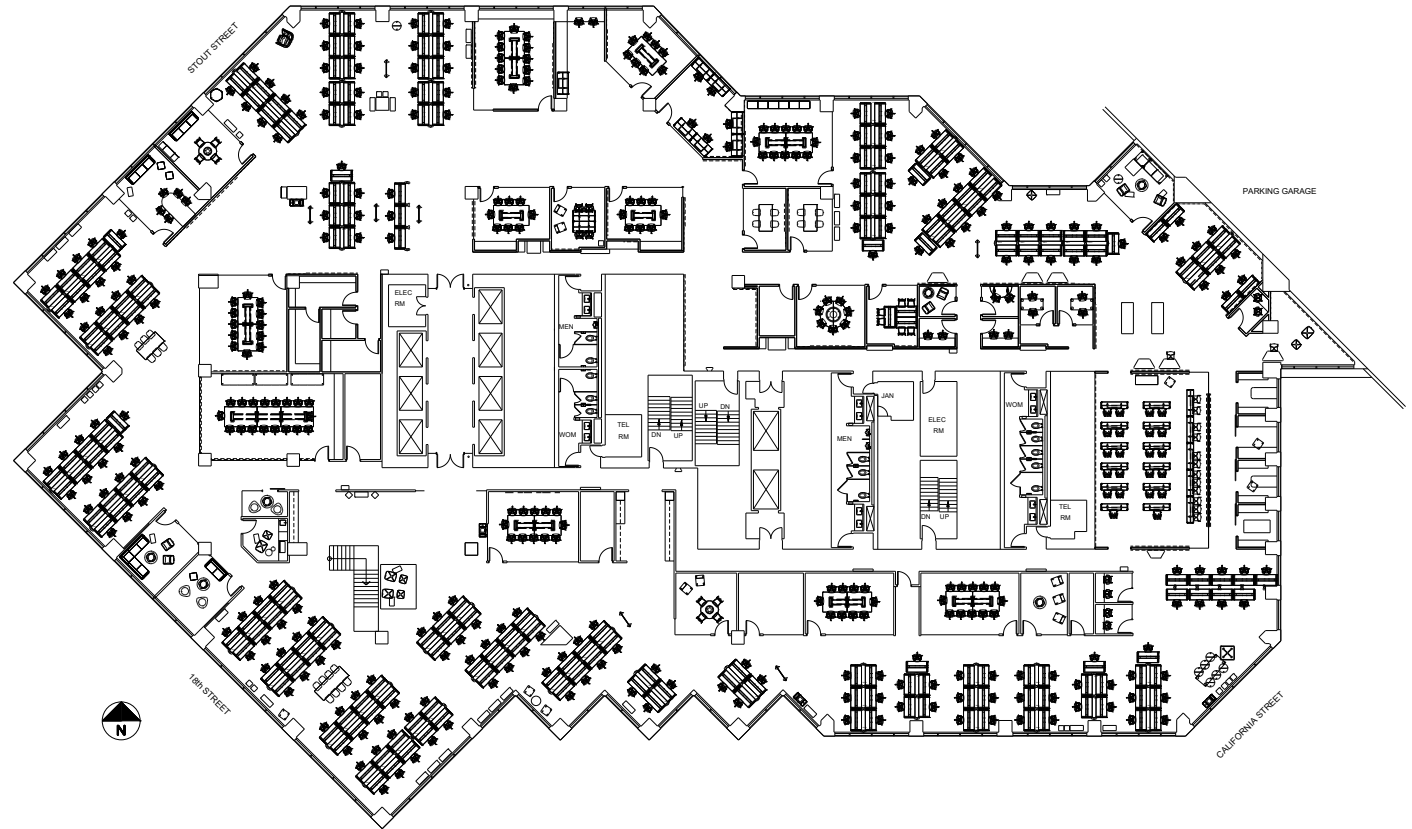 STOUT STREET
PARKING GARAGE
ELEC
RM
MEN
WOM
TEL
RM
DN
UP
UP
DN
MEN
JAN
ELEC
RM
DN
UP
WOM
TEL
RM
18th STREET
N
CALIFORNIA STREET